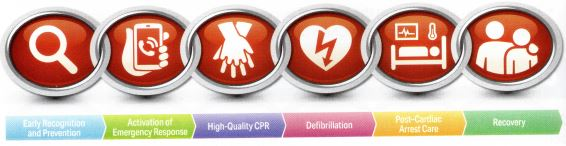 Early Recognition
and Prevention
Activation of
Emergency Response
High-Quality CPR
Defibrillation
Post-Cardiac
Arrest Care
Recovery